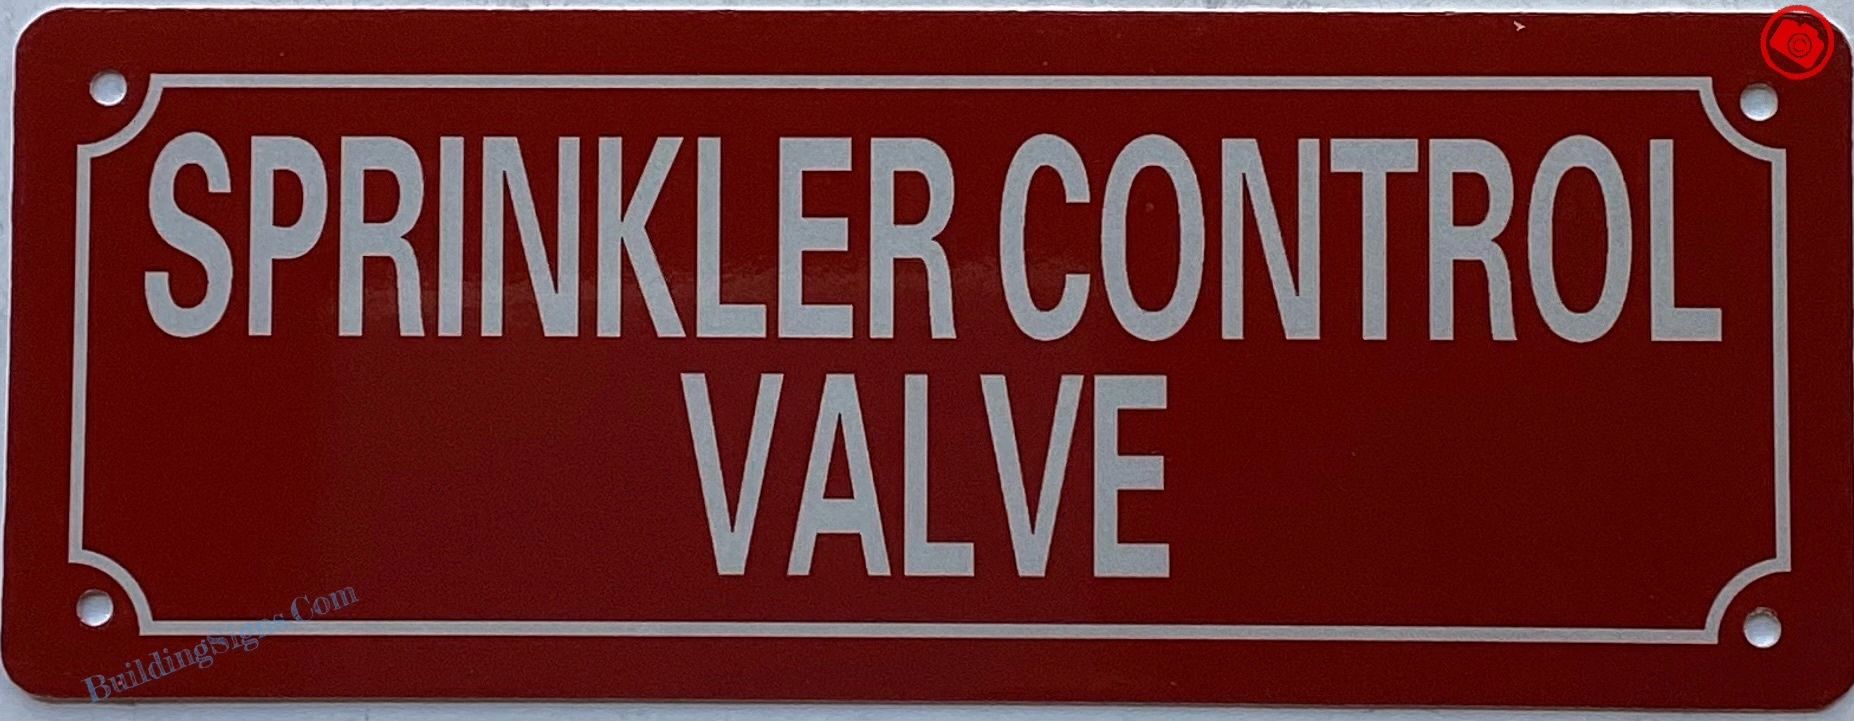 SPRINKLER CONTROL
VALVE
BuildingSigns.Com
©